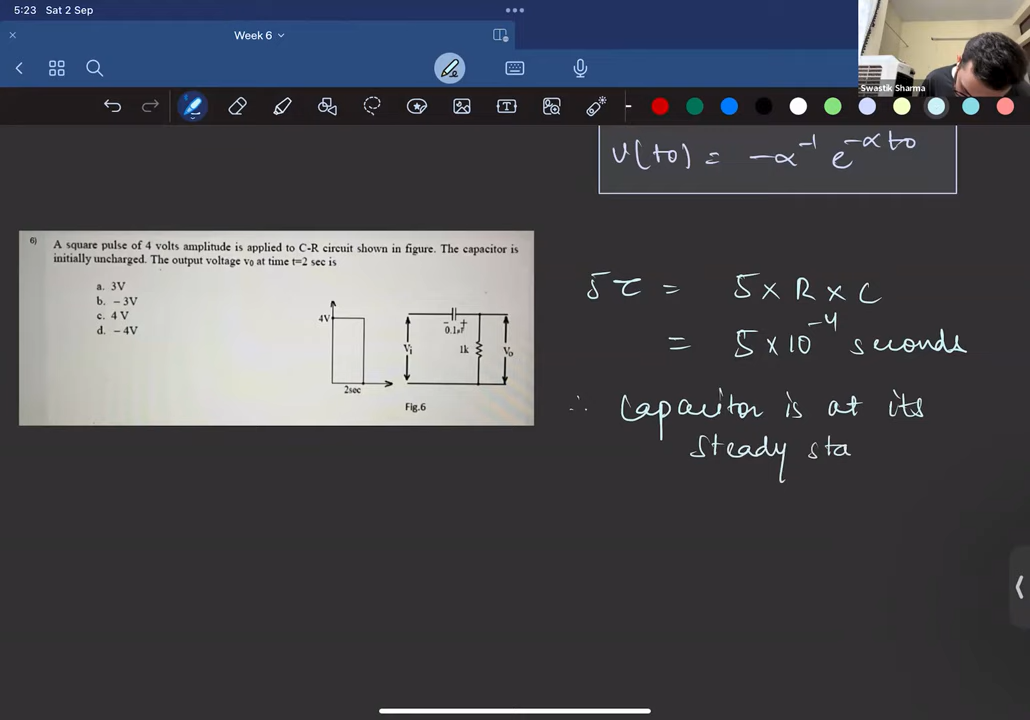 5:23 Sat 2 Sep
Week 6
Swastik Sharma
v(to) = -α⁻¹ e^-α to
6) A square pulse of 4 volts amplitude is applied to C-R circuit shown in figure. The capacitor is
initially uncharged. The output voltage v₀ at time t=2 sec is
a. 3V
b. – 3V
c. 4 V
d. – 4V
4V
2sec
Vi
- +
0.1μF
1k
Vo
Fig.6
5τ = 5 × R × C
= 5 × 10⁻⁴ seconds
∴ Capacitor is at its
steady sta